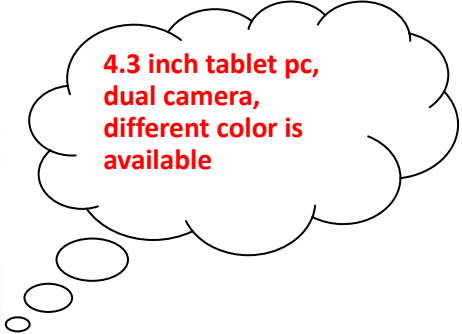 4.3 inch tablet pc,
dual camera,
different color is
available